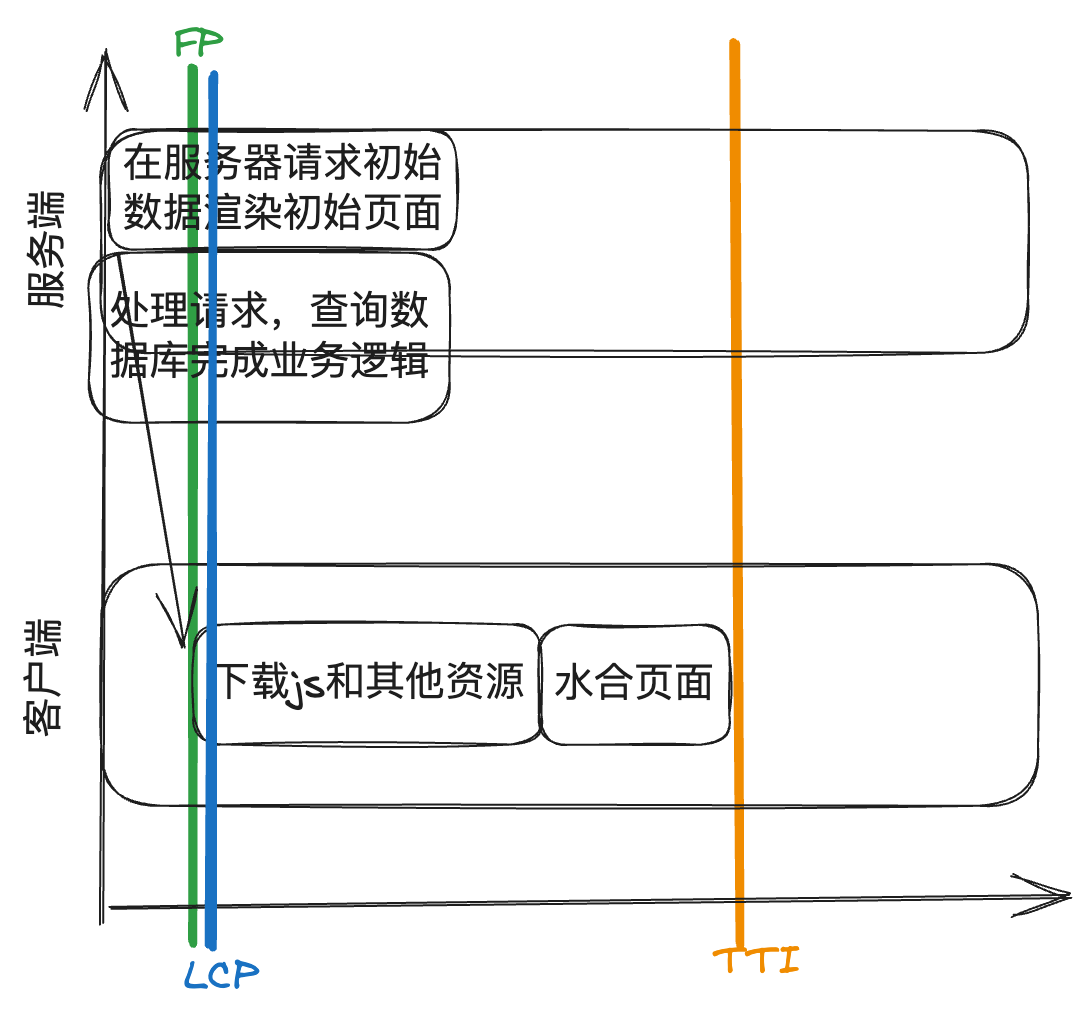 FP
服务端
在服务器请求初始
数据渲染初始页面
处理请求，查询数
据库完成业务逻辑
客户端
下载js和其他资源
水合页面
LCP
TTI